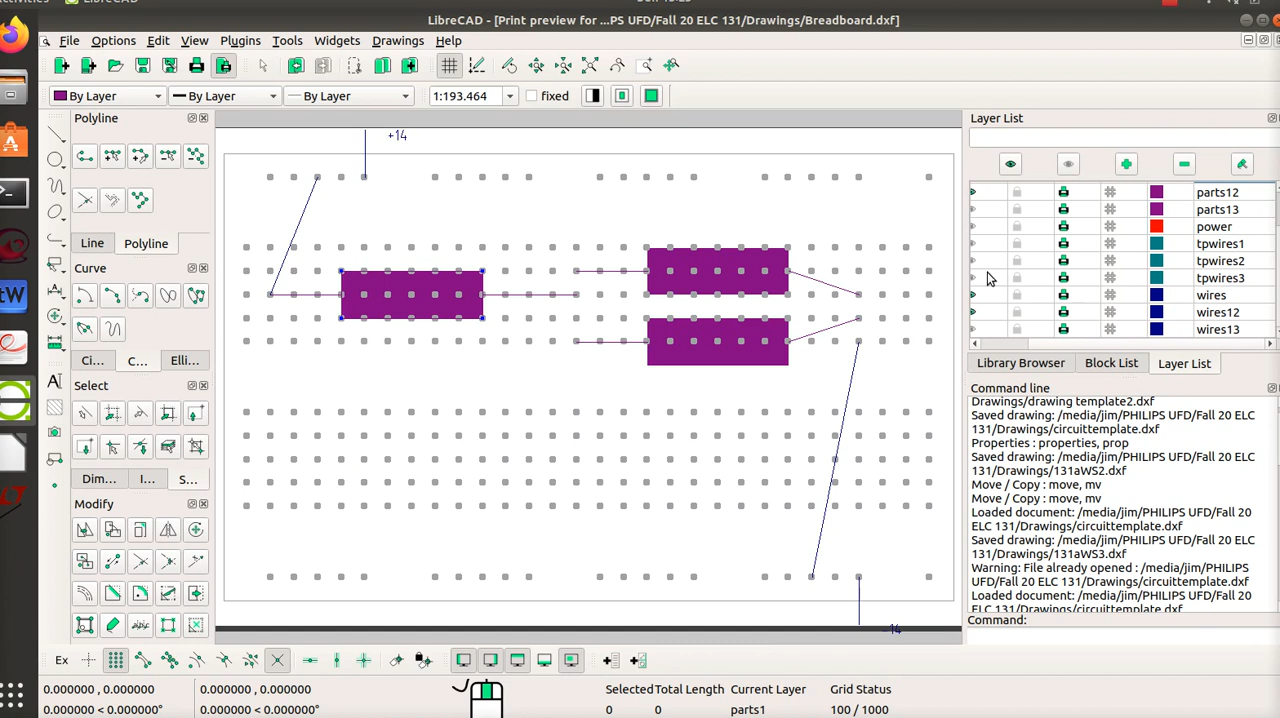 LibreCAD
LibreCAD - [Print preview for ...PS UFD/Fall 20 ELC 131/Drawings/Breadboard.dxf]
File Options Edit View Plugins Tools Widgets Drawings Help
By Layer By Layer By Layer 1:193.464 fixed
Polyline
Line Polyline
Curve
Ci... C... Elli...
Select
Dim... I... S...
Modify
+14
14
Layer List
parts12
parts13
power
tpwires1
tpwires2
tpwires3
wires
wires12
wires13
Library Browser Block List Layer List
Command line
Drawings/drawing template2.dxf
Saved drawing: /media/jim/PHILIPS UFD/Fall 20 ELC
131/Drawings/circuittemplate.dxf
Properties : properties, prop
Saved drawing: /media/jim/PHILIPS UFD/Fall 20 ELC
131/Drawings/131aWS2.dxf
Move / Copy : move, mv
Move / Copy : move, mv
Loaded document: /media/jim/PHILIPS UFD/Fall 20
ELC 131/Drawings/circuittemplate.dxf
Saved drawing: /media/jim/PHILIPS UFD/Fall 20 ELC
131/Drawings/131aWS3.dxf
Warning: File already opened : /media/jim/PHILIPS
UFD/Fall 20 ELC 131/Drawings/circuittemplate.dxf
Loaded document: /media/jim/PHILIPS UFD/Fall 20
ELC 131/Drawings/circuittemplate.dxf
Command:
Ex
0.000000 , 0.000000 0.000000 , 0.000000 Selected Total Length Current Layer Grid Status
0.000000 < 0.000000° 0.000000 < 0.000000° 0 0 parts1 100 / 1000